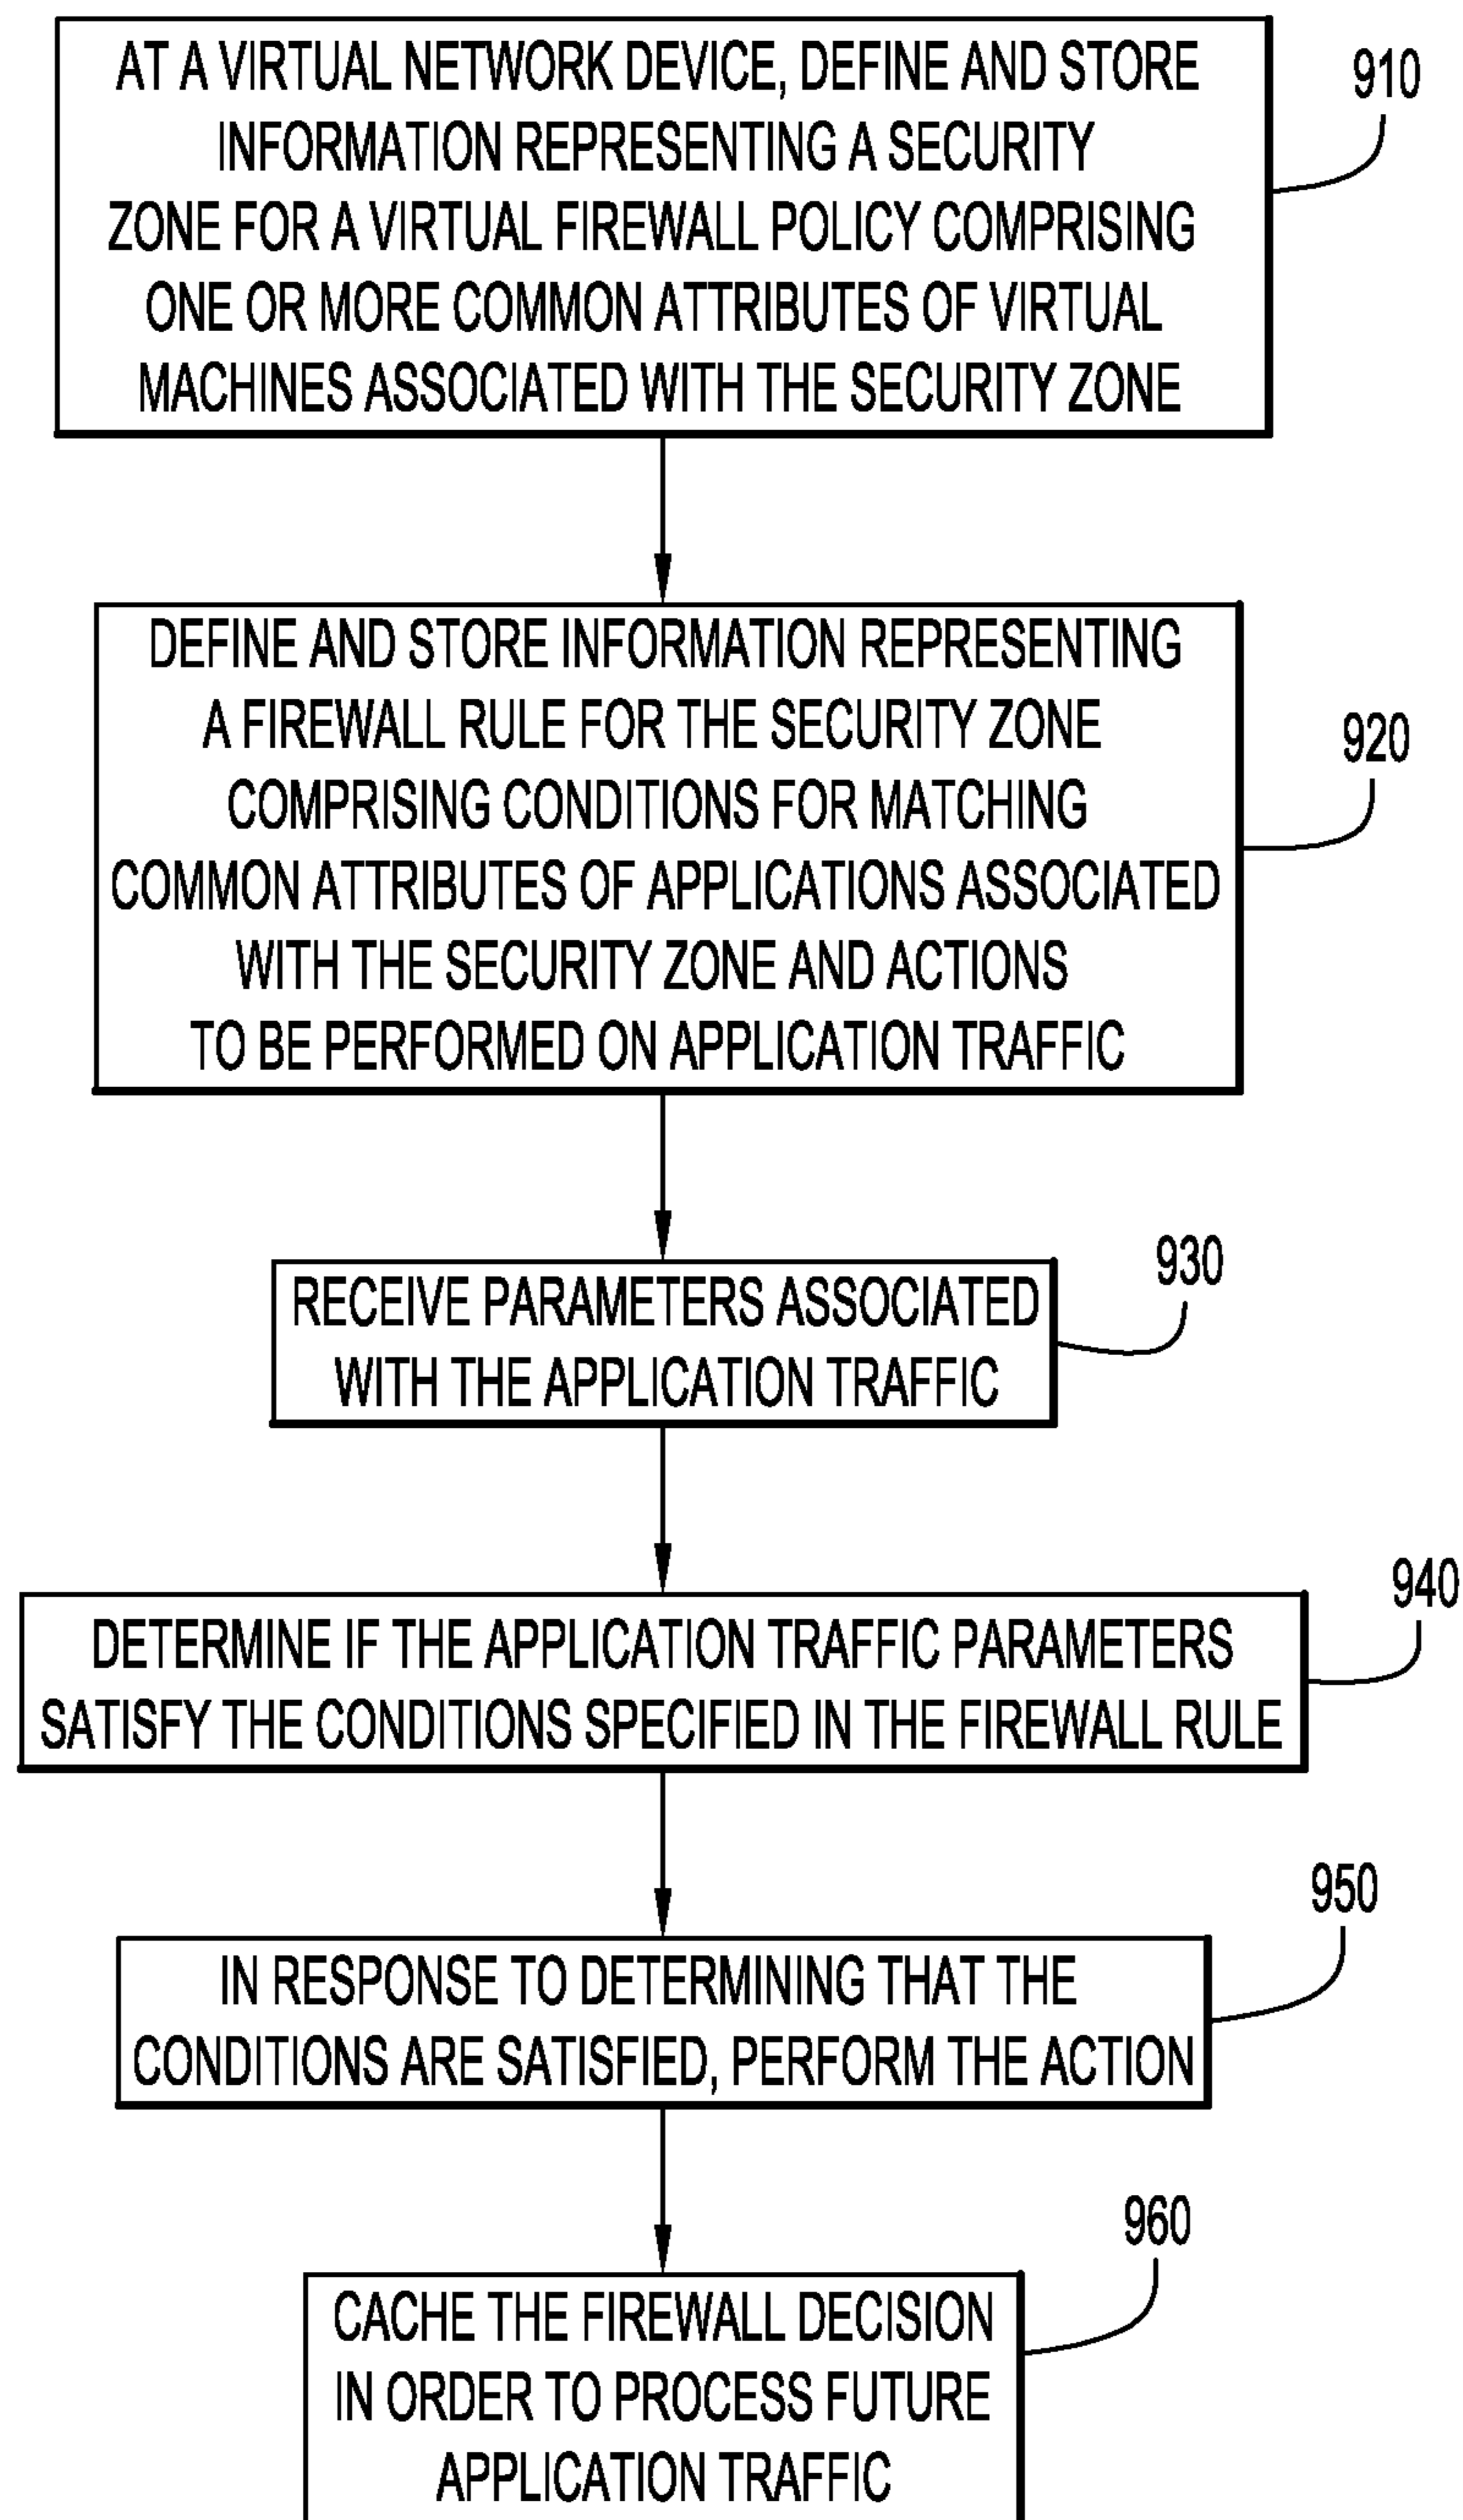 AT A VIRTUAL NETWORK DEVICE, DEFINE AND STORE
INFORMATION REPRESENTING A SECURITY
ZONE FOR A VIRTUAL FIREWALL POLICY COMPRISING
ONE OR MORE COMMON ATTRIBUTES OF VIRTUAL
MACHINES ASSOCIATED WITH THE SECURITY ZONE
910
DEFINE AND STORE INFORMATION REPRESENTING
A FIREWALL RULE FOR THE SECURITY ZONE
COMPRISING CONDITIONS FOR MATCHING
COMMON ATTRIBUTES OF APPLICATIONS ASSOCIATED
WITH THE SECURITY ZONE AND ACTIONS
TO BE PERFORMED ON APPLICATION TRAFFIC
920
RECEIVE PARAMETERS ASSOCIATED
WITH THE APPLICATION TRAFFIC
930
DETERMINE IF THE APPLICATION TRAFFIC PARAMETERS
SATISFY THE CONDITIONS SPECIFIED IN THE FIREWALL RULE
940
IN RESPONSE TO DETERMINING THAT THE
CONDITIONS ARE SATISFIED, PERFORM THE ACTION
950
CACHE THE FIREWALL DECISION
IN ORDER TO PROCESS FUTURE
APPLICATION TRAFFIC
960